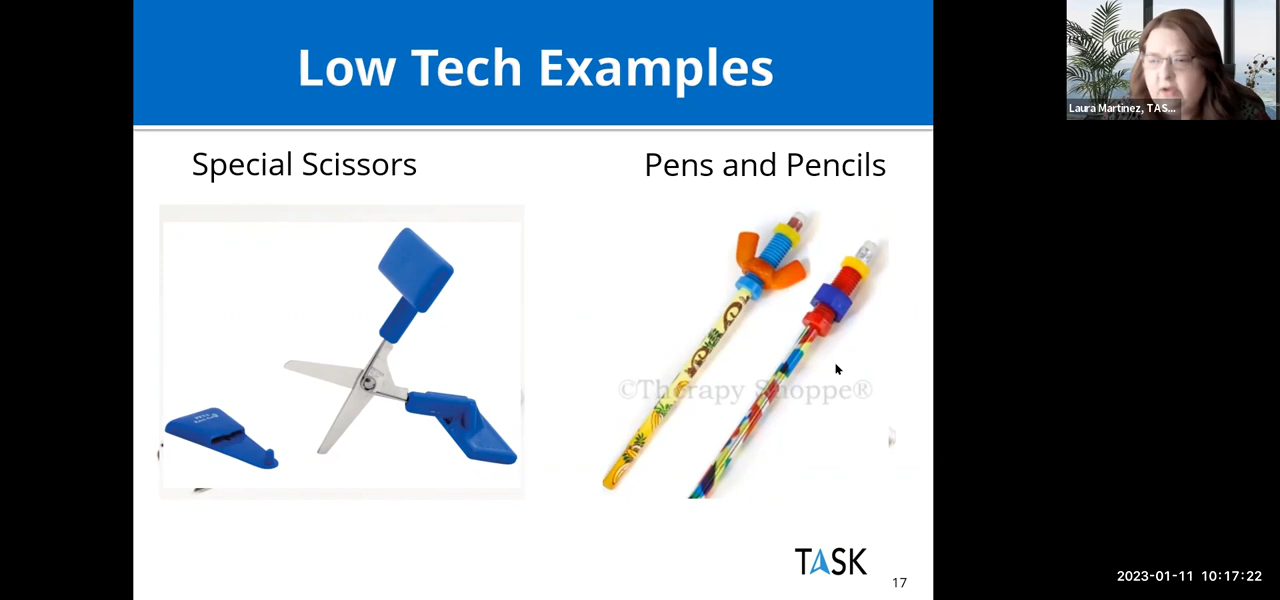 Low Tech Examples
Special Scissors
Pens and Pencils
©Therapy Shoppe®
TASK
17
Laura Martinez, TAS...
2023-01-11 10:17:22